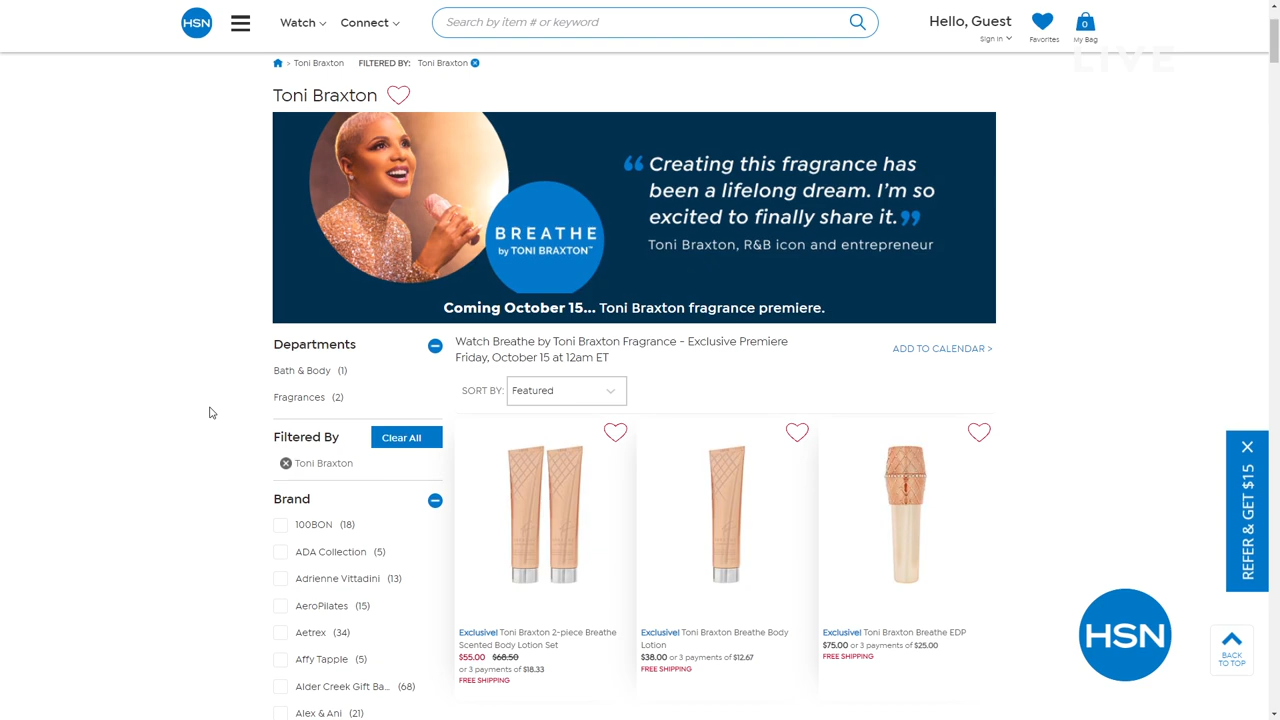 HSN
Watch
Connect
Search by item # or keyword
Hello, Guest
Sign In
Favorites
0
My Bag
LIVE
> Toni Braxton FILTERED BY: Toni Braxton
Toni Braxton
“Creating this fragrance has
been a lifelong dream. I’m so
excited to finally share it.”
Toni Braxton, R&B icon and entrepreneur
BREATHE
by TONI BRAXTON™
Coming October 15... Toni Braxton fragrance premiere.
Departments
Bath & Body (1)
Fragrances (2)
Filtered By
Clear All
Toni Braxton
Brand
100BON (18)
ADA Collection (5)
Adrienne Vittadini (13)
AeroPilates (15)
Aetrex (34)
Affy Tapple (5)
Alder Creek Gift Ba... (68)
Alex & Ani (21)
Watch Breathe by Toni Braxton Fragrance - Exclusive Premiere
Friday, October 15 at 12am ET
ADD TO CALENDAR >
SORT BY: Featured
Exclusive! Toni Braxton 2-piece Breathe
Scented Body Lotion Set
$55.00 $68.50
or 3 payments of $18.33
FREE SHIPPING
Exclusive! Toni Braxton Breathe Body
Lotion
$38.00 or 3 payments of $12.67
FREE SHIPPING
Exclusive! Toni Braxton Breathe EDP
$75.00 or 3 payments of $25.00
FREE SHIPPING
REFER & GET $15
HSN
BACK
TO TOP